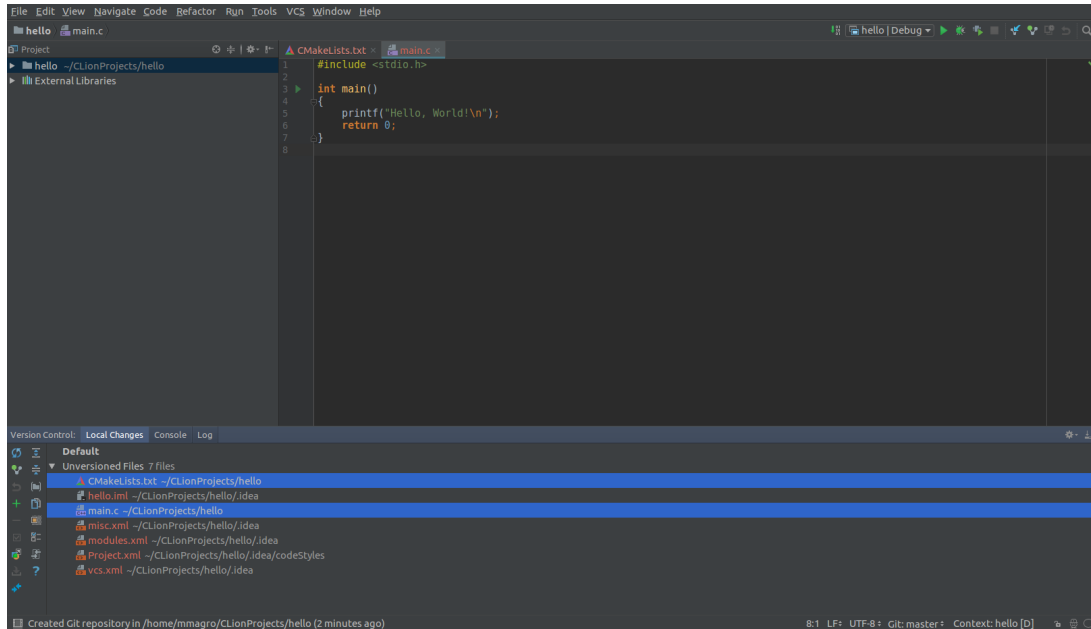 File Edit View Navigate Code Refactor Run Tools VCS Window Help
hello main.c
hello | Debug
Project
CMakeLists.txt × main.c ×
hello ~/CLionProjects/hello
External Libraries
1 #include <stdio.h>
2
3 int main()
4 {
5 printf("Hello, World!\n");
6 return 0;
7 }
8
Version Control: Local Changes Console Log
Default
Unversioned Files 7 files
CMakeLists.txt ~/CLionProjects/hello
hello.iml ~/CLionProjects/hello/.idea
main.c ~/CLionProjects/hello
misc.xml ~/CLionProjects/hello/.idea
modules.xml ~/CLionProjects/hello/.idea
Project.xml ~/CLionProjects/hello/.idea/codeStyles
vcs.xml ~/CLionProjects/hello/.idea
Created Git repository in /home/mmagro/CLionProjects/hello (2 minutes ago)
8:1 LF÷ UTF-8÷ Git: master÷ Context: hello [D]